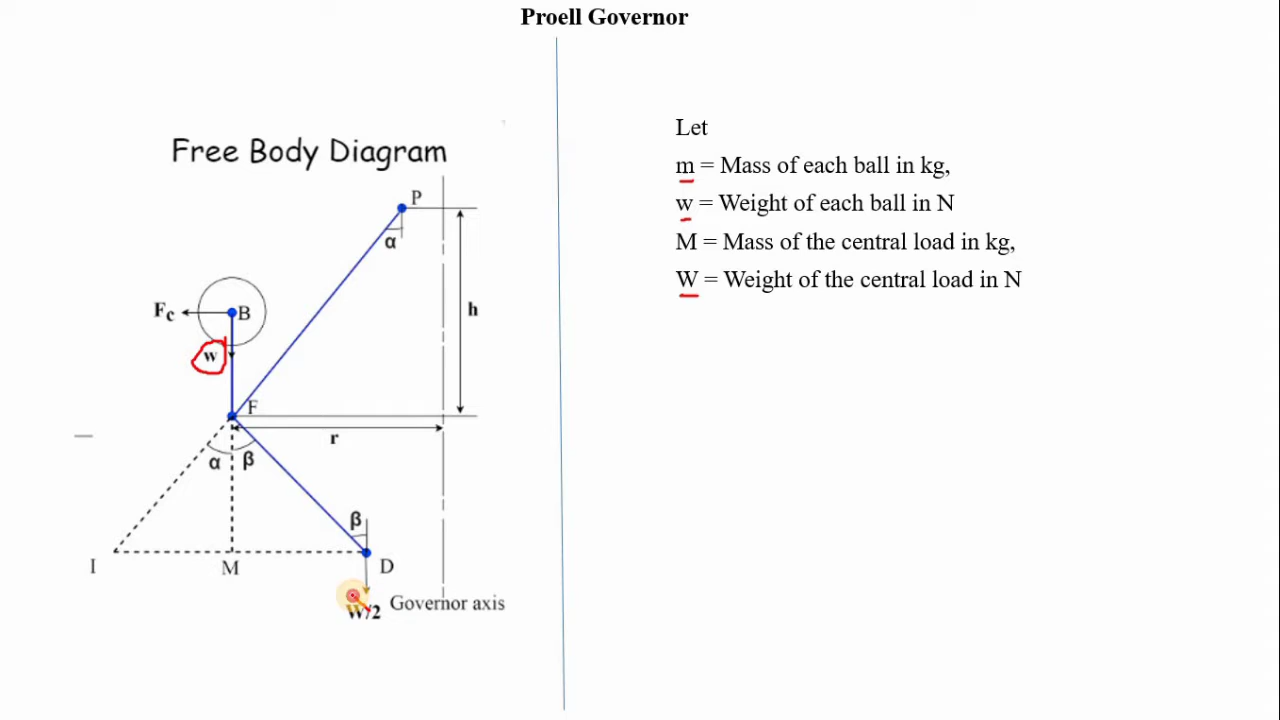 Proell Governor
Free Body Diagram
P
α
Fc
B
h
w
F
r
α
β
β
I
M
D
W/2
Governor axis
Let
m = Mass of each ball in kg,
w = Weight of each ball in N
M = Mass of the central load in kg,
W = Weight of the central load in N